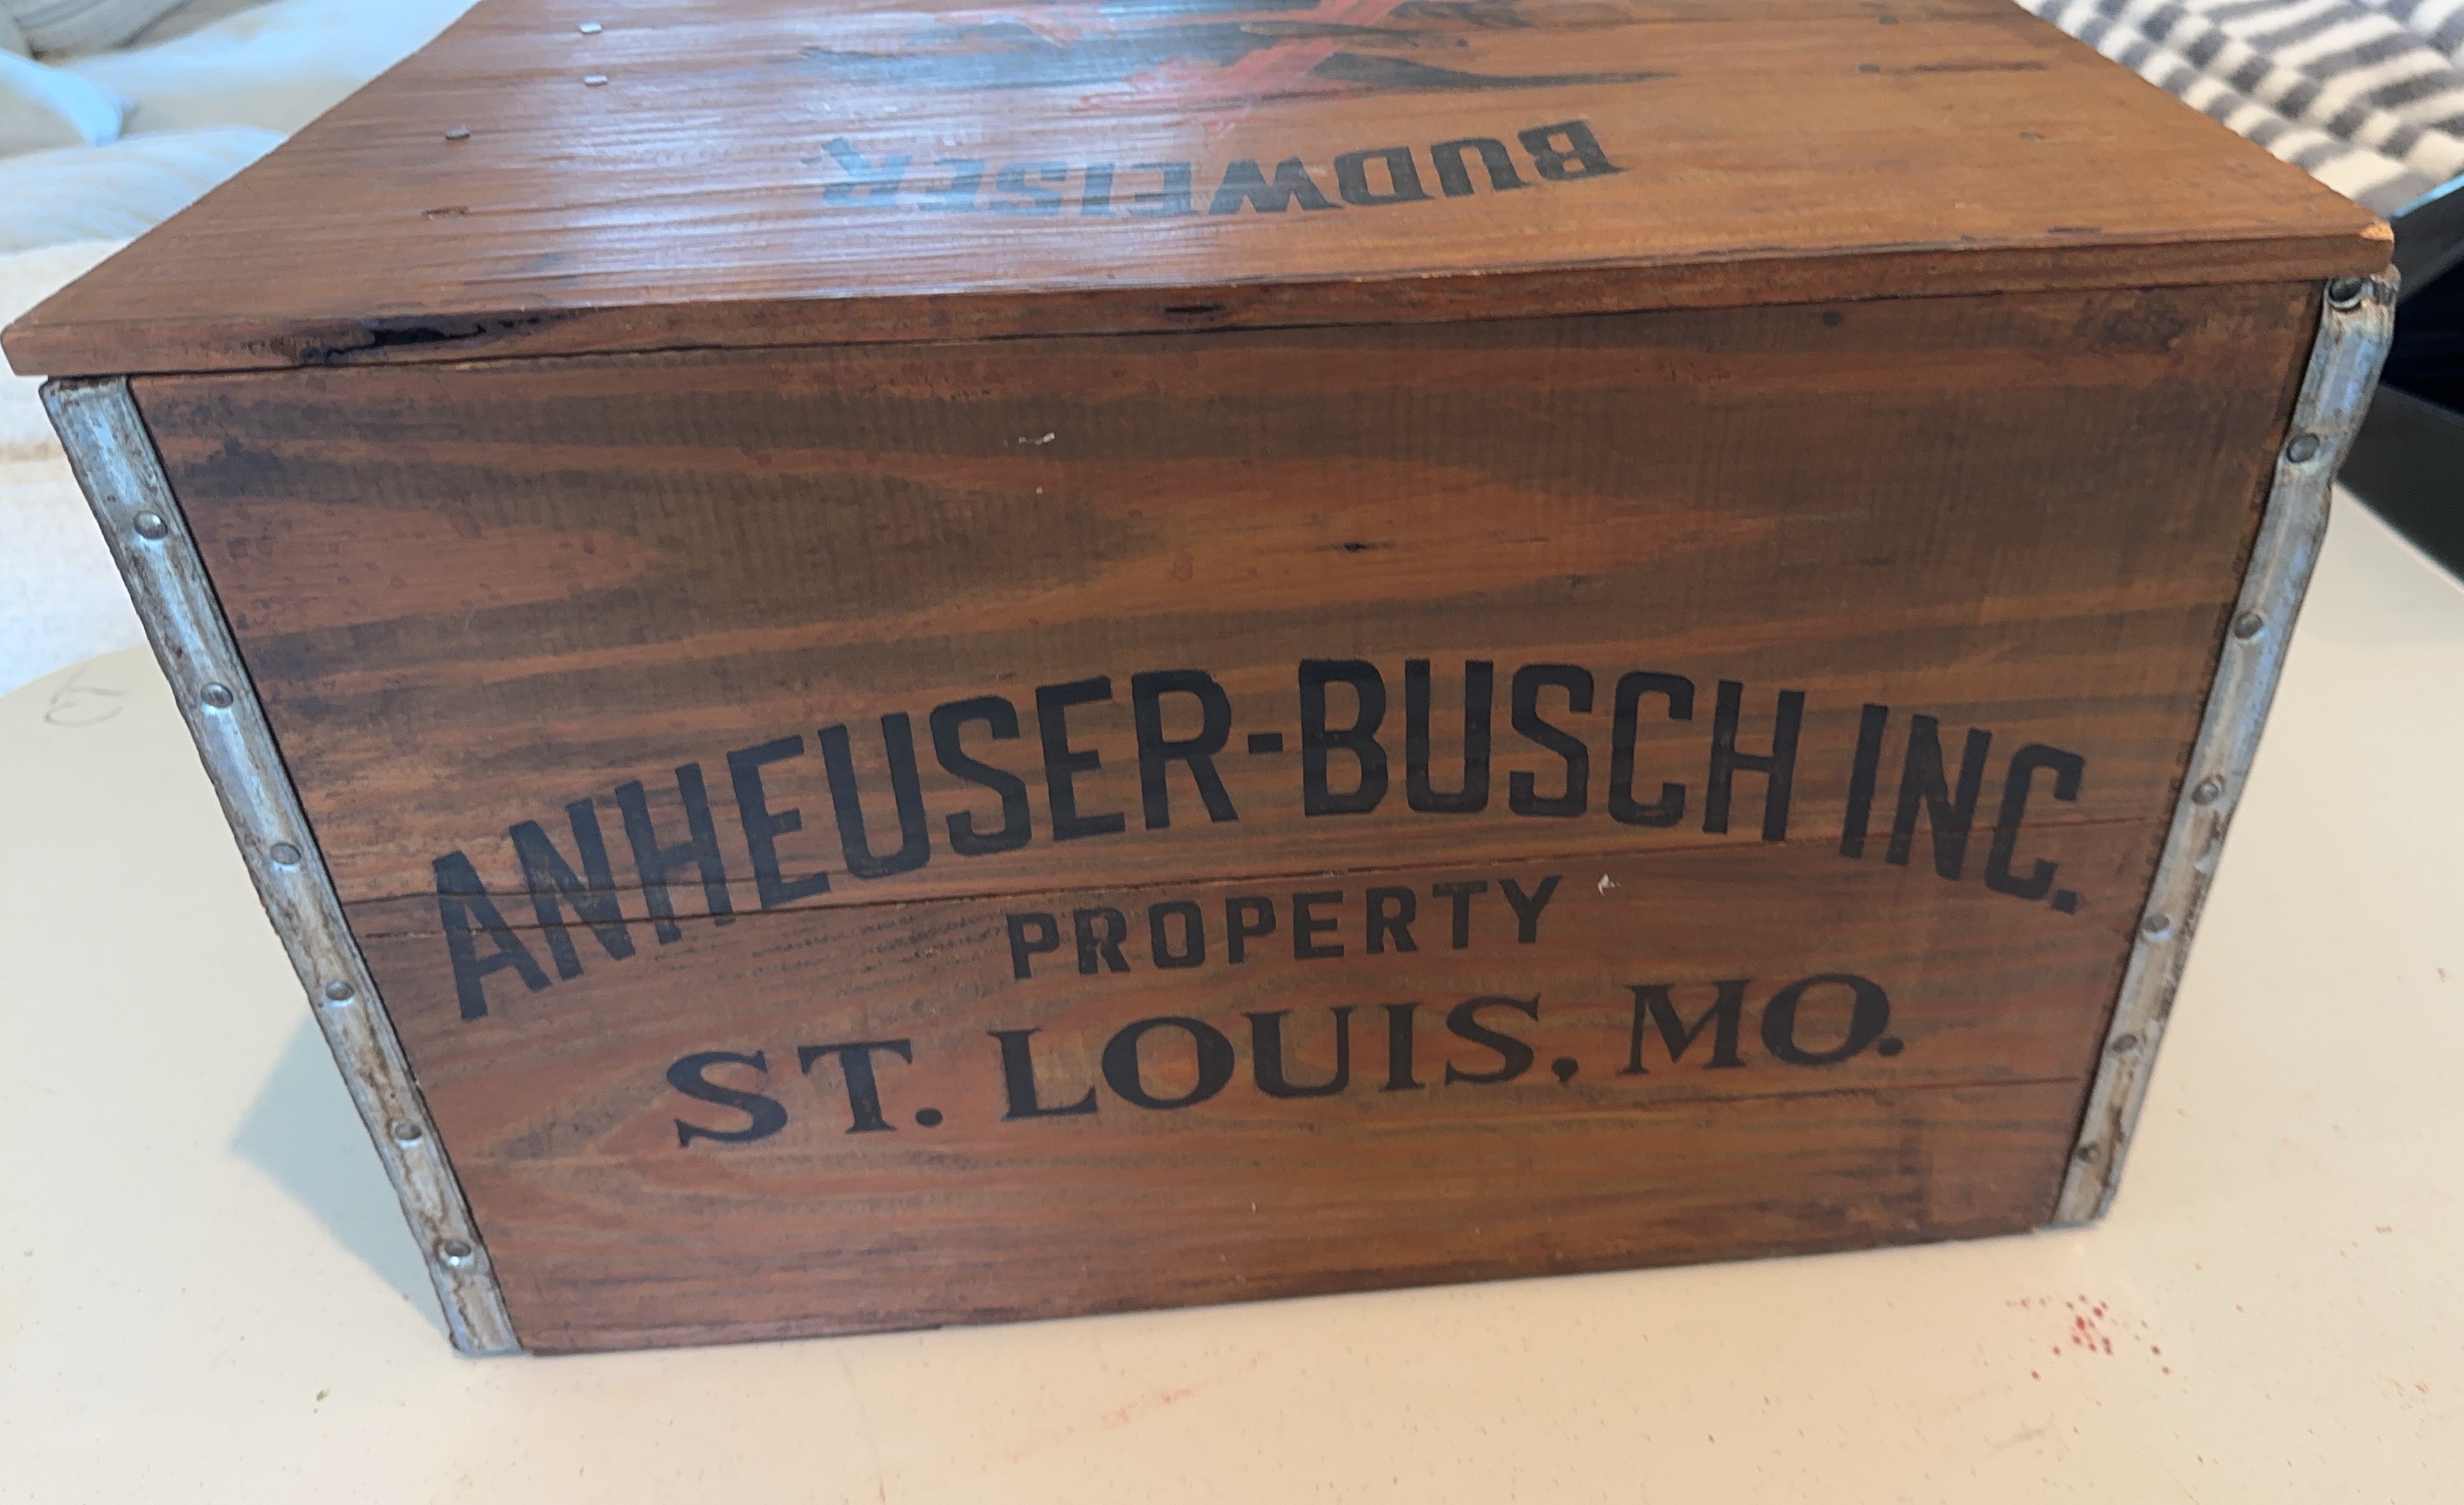 BUDWEISER
ANHEUSER-BUSCH INC.
PROPERTY
ST. LOUIS, MO.